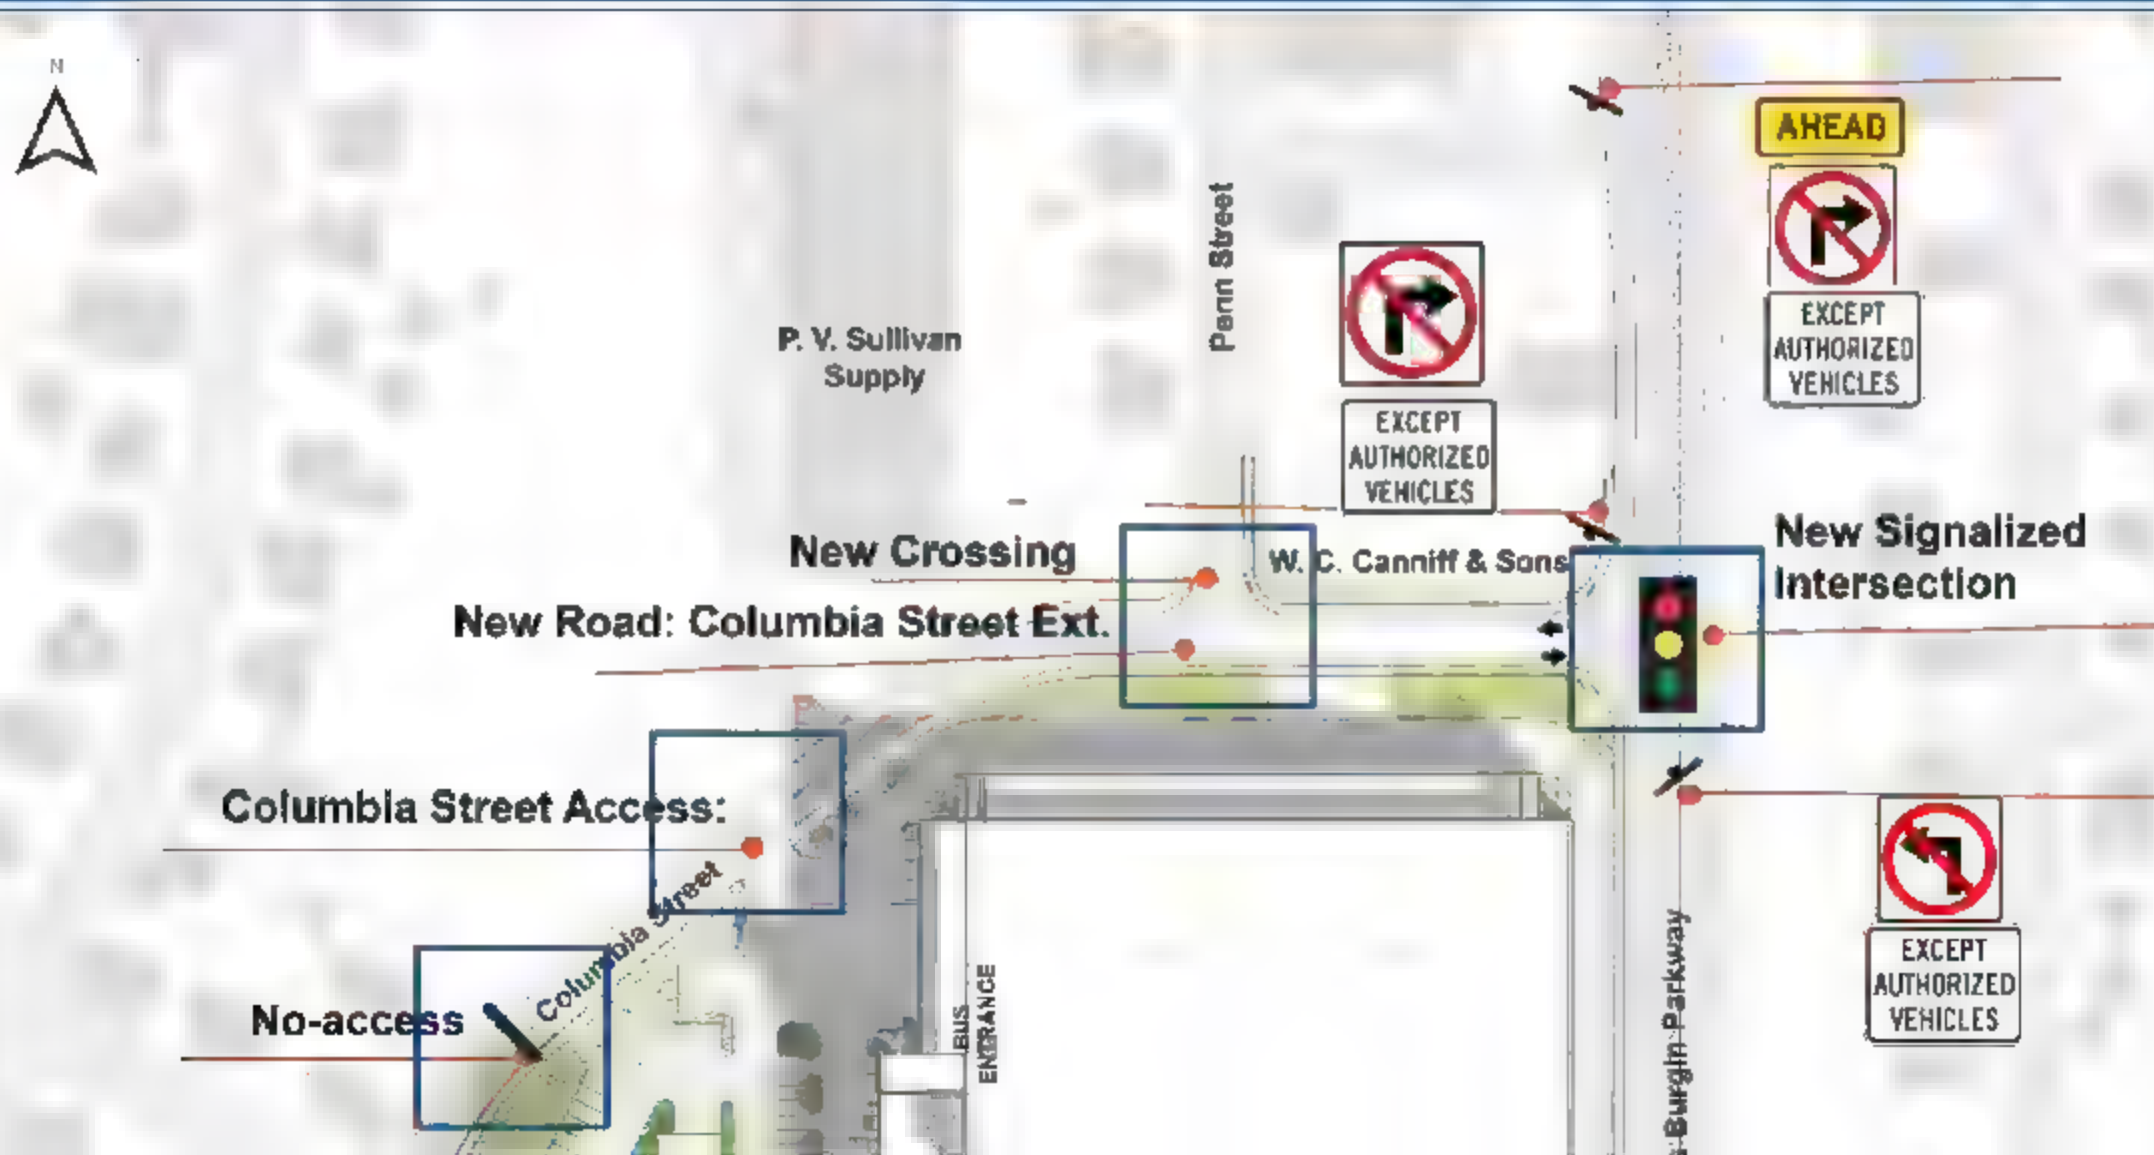 N
AHEAD
EXCEPT
AUTHORIZED
VEHICLES
Penn Street
P. V. Sullivan
Supply
EXCEPT
AUTHORIZED
VEHICLES
New Crossing
W. C. Canniff & Sons
New Signalized
Intersection
New Road: Columbia Street Ext.
Columbia Street Access:
Columbia Street
No-access
BUS
ENTRANCE
Burgin Parkway
EXCEPT
AUTHORIZED
VEHICLES